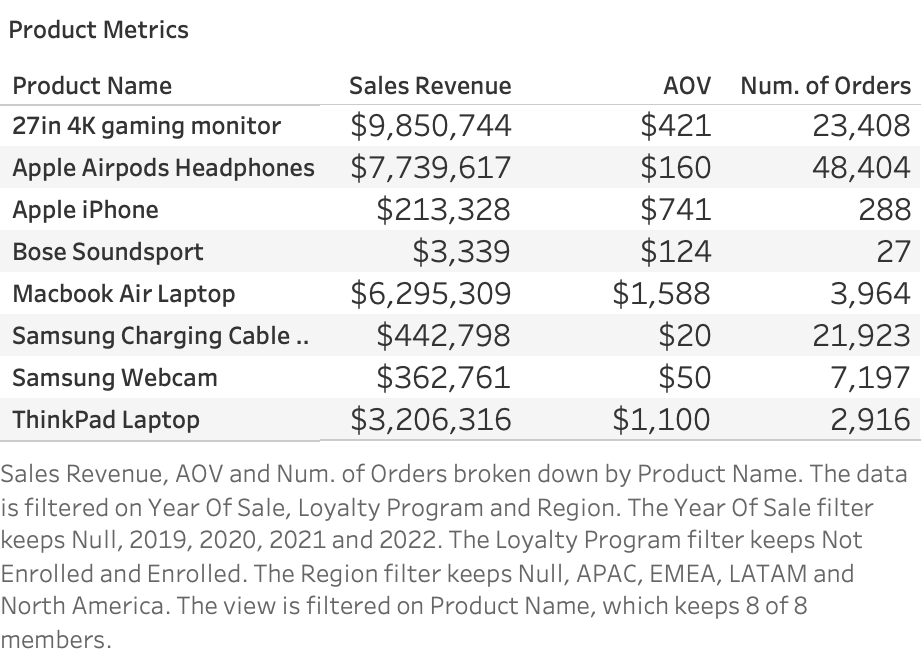 Product Metrics
Product Name Sales Revenue AOV Num. of Orders
27in 4K gaming monitor $9,850,744 $421 23,408
Apple Airpods Headphones $7,739,617 $160 48,404
Apple iPhone $213,328 $741 288
Bose Soundsport $3,339 $124 27
Macbook Air Laptop $6,295,309 $1,588 3,964
Samsung Charging Cable .. $442,798 $20 21,923
Samsung Webcam $362,761 $50 7,197
ThinkPad Laptop $3,206,316 $1,100 2,916
Sales Revenue, AOV and Num. of Orders broken down by Product Name. The data
is filtered on Year Of Sale, Loyalty Program and Region. The Year Of Sale filter
keeps Null, 2019, 2020, 2021 and 2022. The Loyalty Program filter keeps Not
Enrolled and Enrolled. The Region filter keeps Null, APAC, EMEA, LATAM and
North America. The view is filtered on Product Name, which keeps 8 of 8
members.